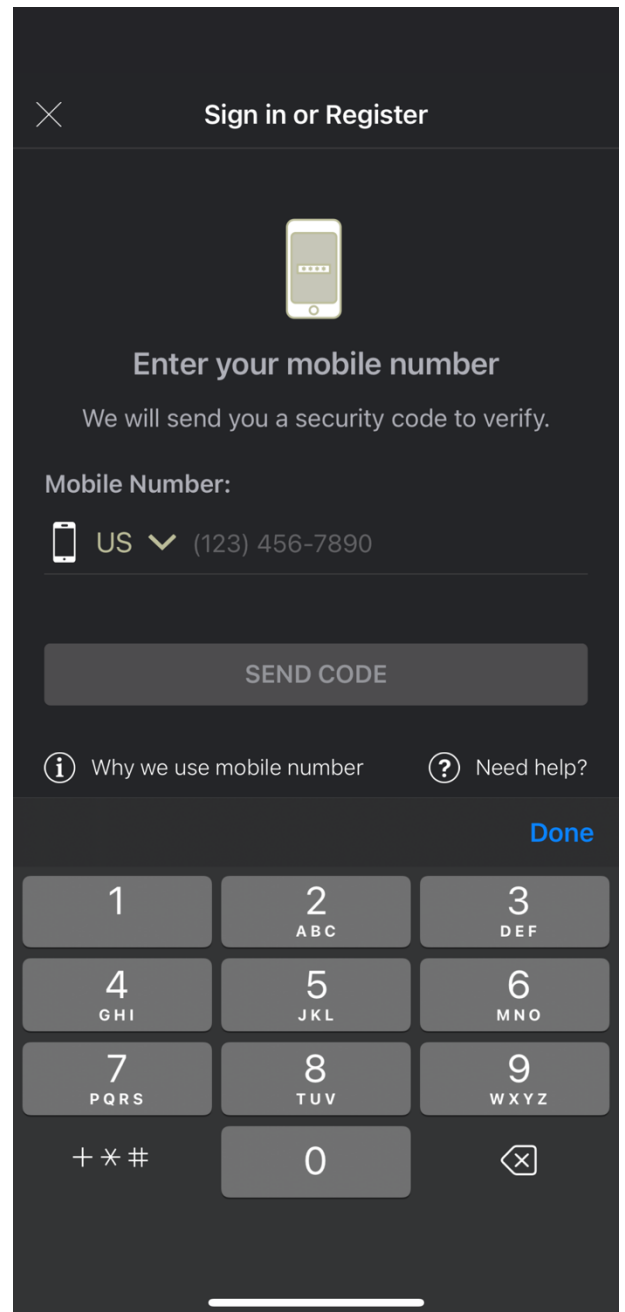 Sign in or Register
Enter your mobile number
We will send you a security code to verify.
Mobile Number:
US (123) 456-7890
SEND CODE
Why we use mobile number Need help?
Done
1 2 3
ABC DEF
4 5 6
GHI JKL MNO
7 8 9
PQRS TUV WXYZ
+*# 0